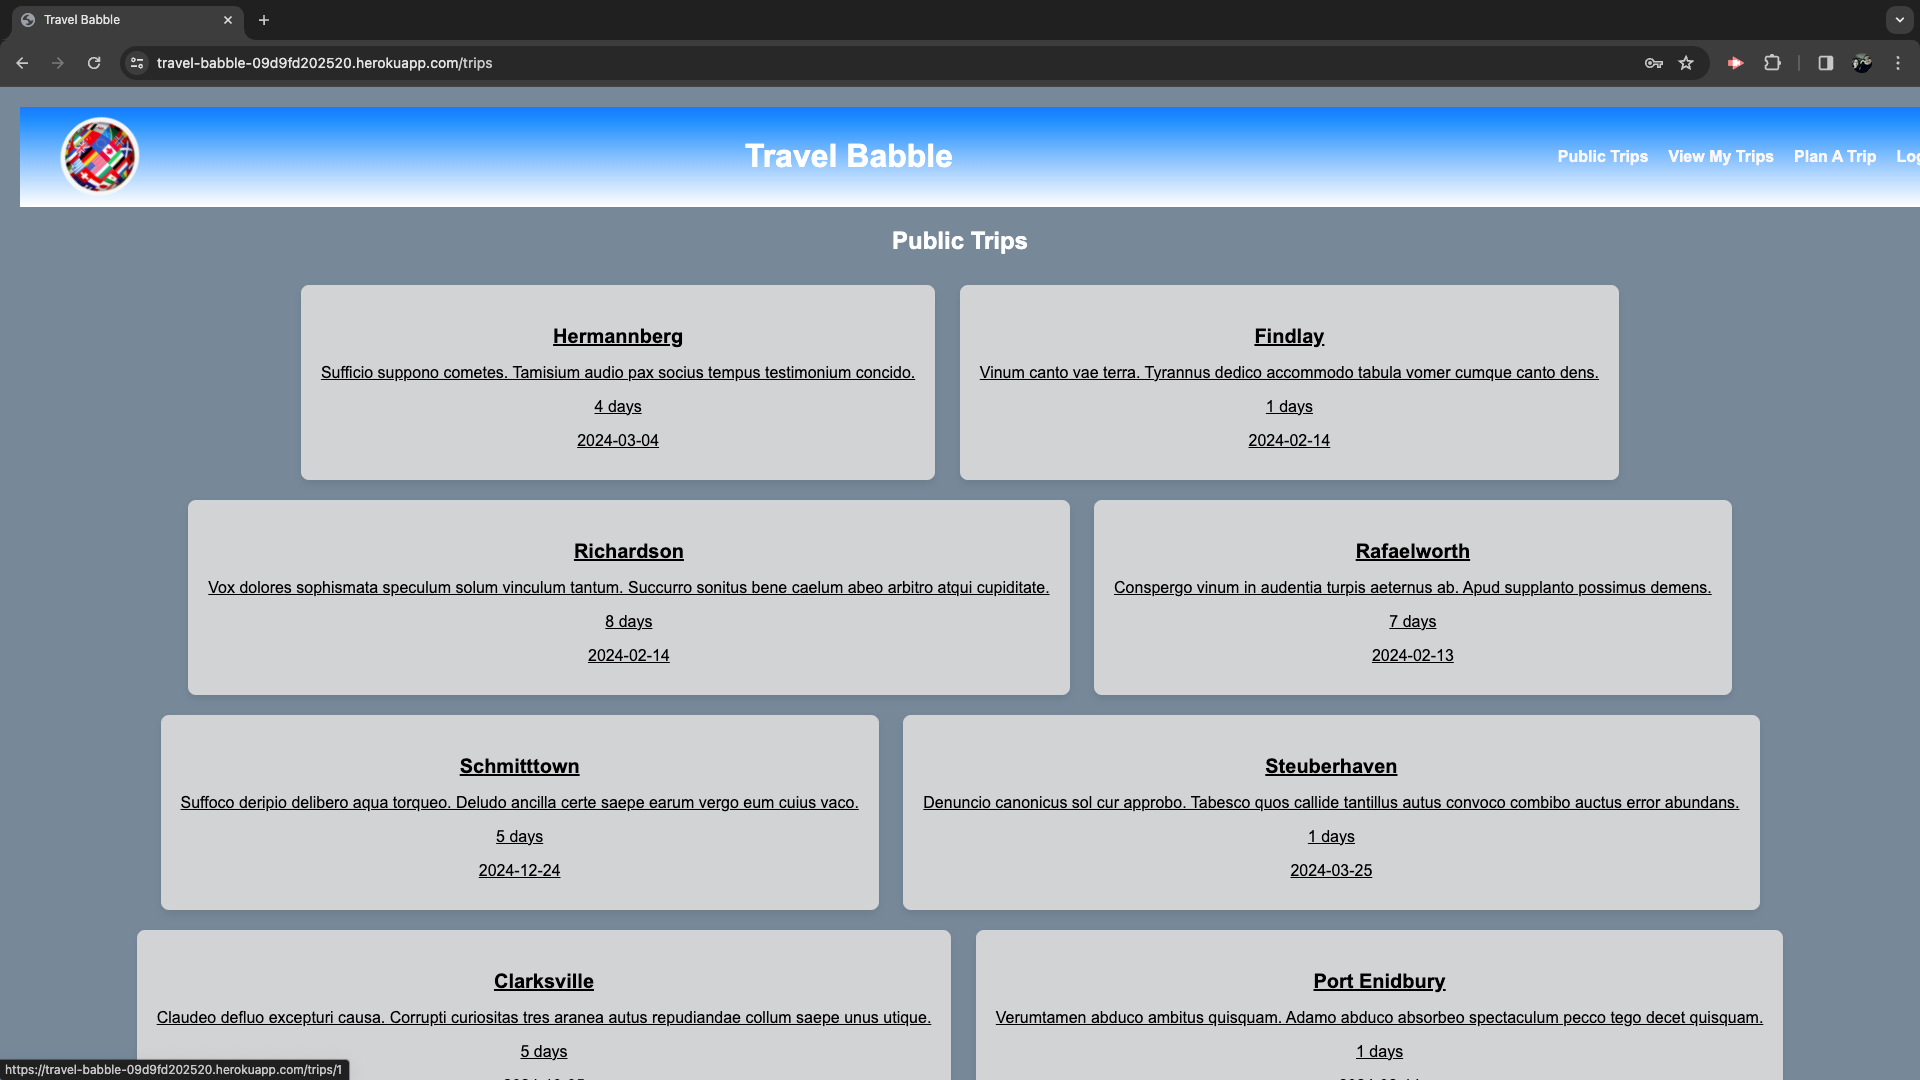 Travel Babble
travel-babble-09d9fd202520.herokuapp.com/trips
Travel Babble
Public Trips View My Trips Plan A Trip
Public Trips
Hermannberg
Sufficio suppono cometes. Tamisium audio pax socius tempus testimonium concido.
4 days
2024-03-04
Findlay
Vinum canto vae terra. Tyrannus dedico accommodo tabula vomer cumque canto dens.
1 days
2024-02-14
Richardson
Vox dolores sophismata speculum solum vinculum tantum. Succurro sonitus bene caelum abeo arbitro atqui cupiditate.
8 days
2024-02-14
Rafaelworth
Conspergo vinum in audentia turpis aeternus ab. Apud supplanto possimus demens.
7 days
2024-02-13
Schmitttown
Suffoco deripio delibero aqua torqueo. Deludo ancilla certe saepe earum vergo eum cuius vaco.
5 days
2024-12-24
Steuberhaven
Denuncio canonicus sol cur approbo. Tabesco quos callide tantillus autus convoco combibo auctus error abundans.
1 days
2024-03-25
Clarksville
Claudeo defluo excepturi causa. Corrupti curiositas tres aranea autus repudiandae collum saepe unus utique.
5 days
Port Enidbury
Verumtamen abduco ambitus quisquam. Adamo abduco absorbeo spectaculum pecco tego decet quisquam.
1 days
https://travel-babble-09d9fd202520.herokuapp.com/trips/1